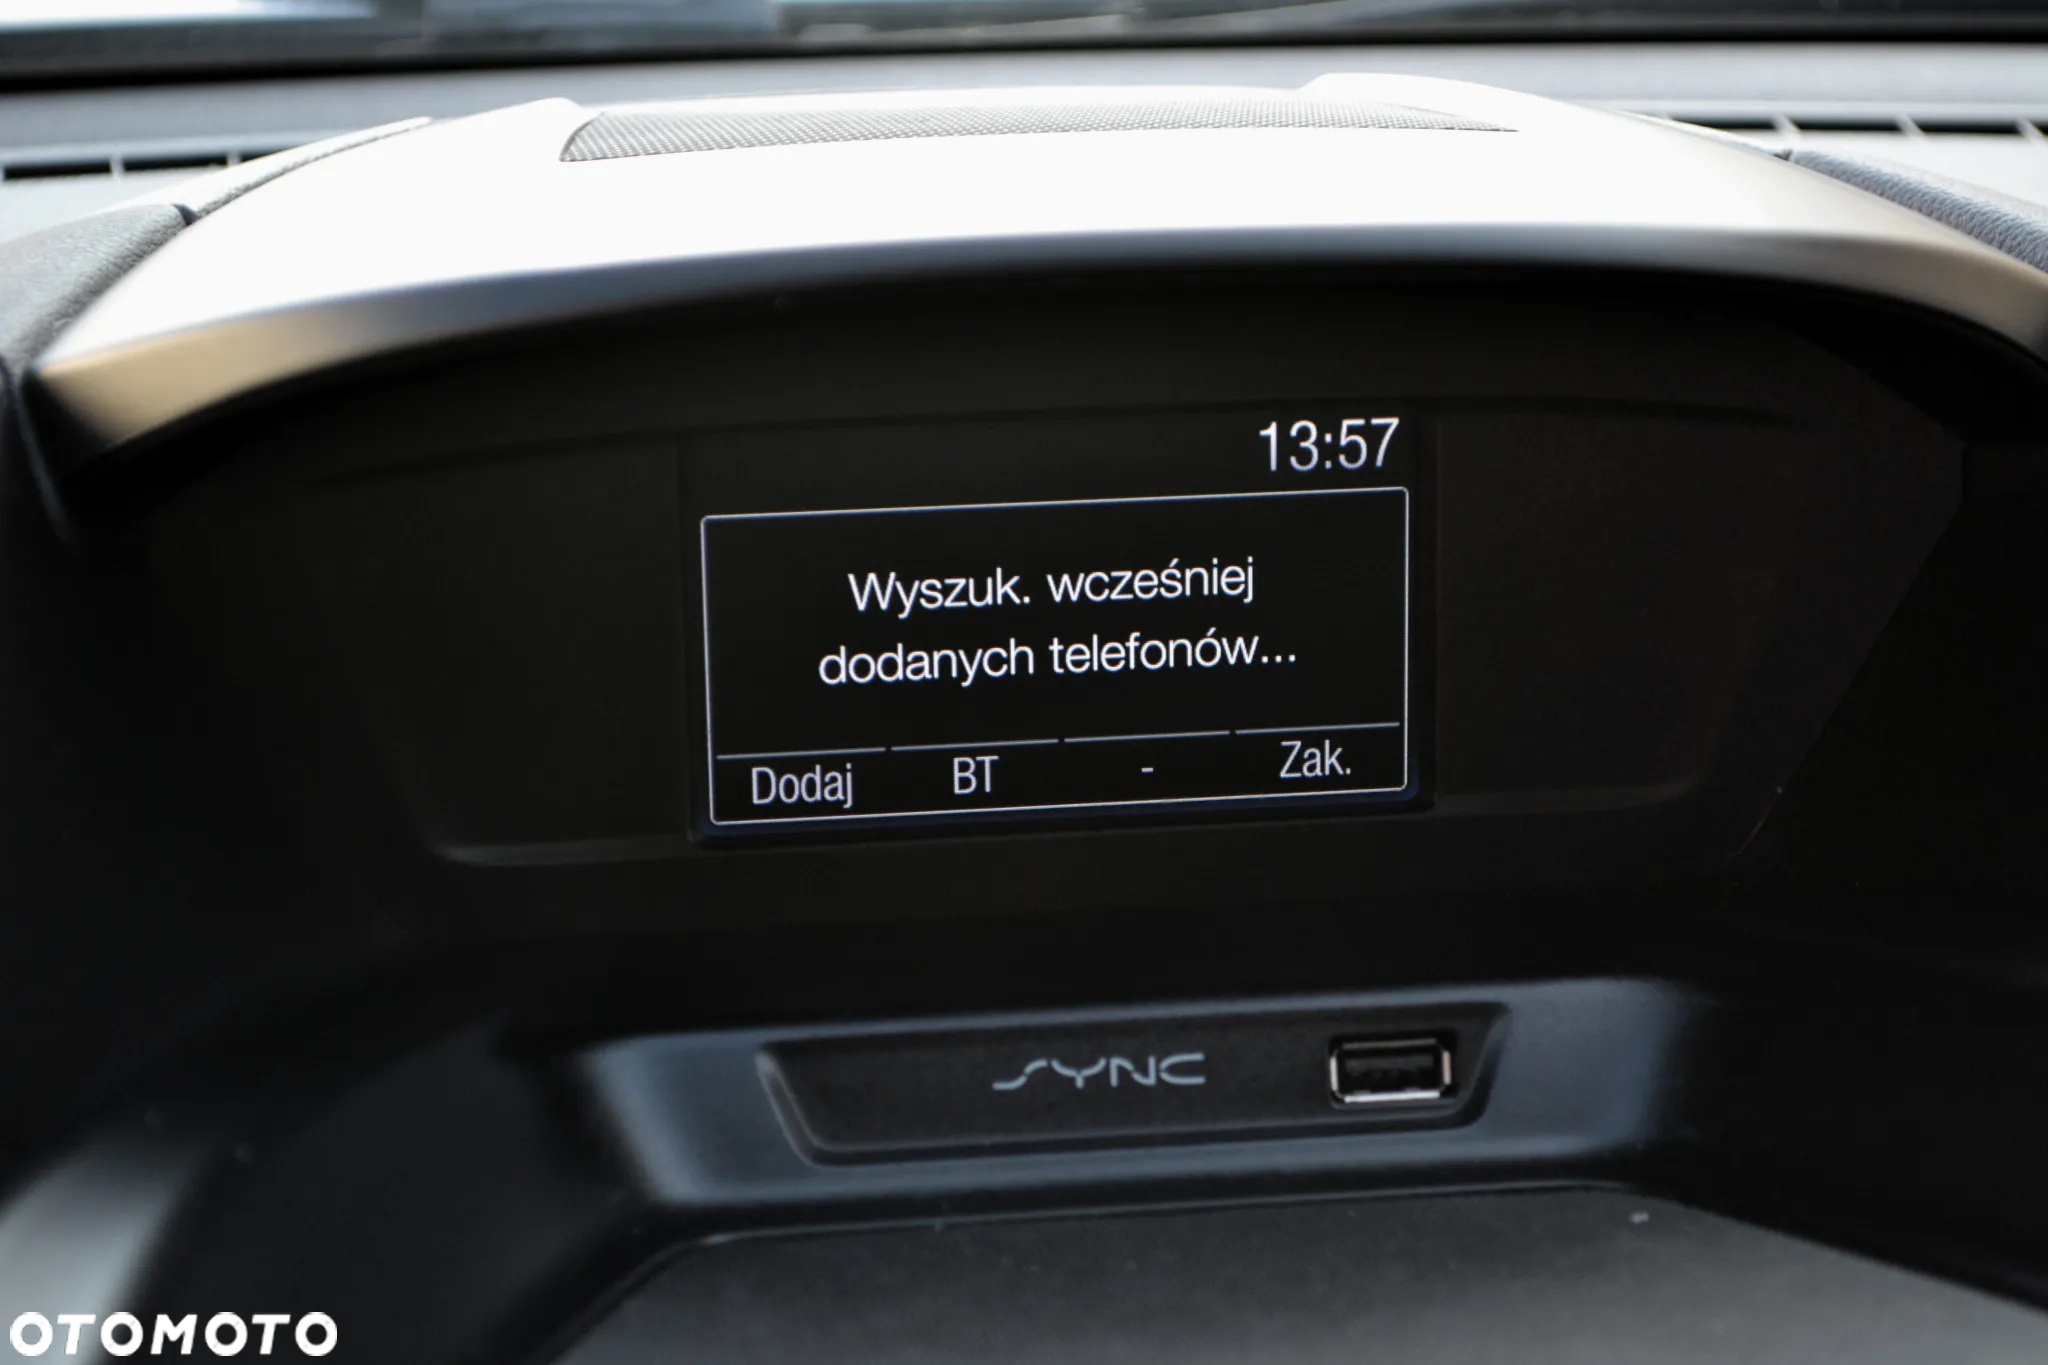 13:57
Wyszuk. wcześniej
dodanych telefonów...
Dodaj BT - Zak.
SYNC
OTOMOTO